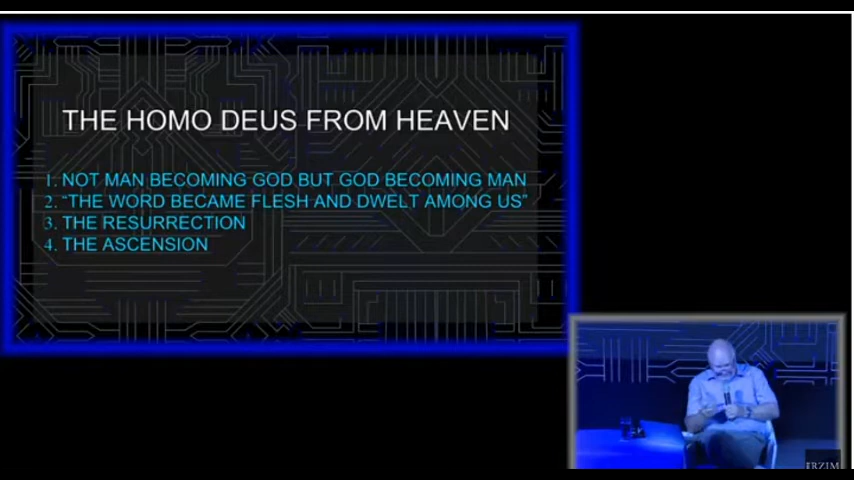 THE HOMO DEUS FROM HEAVEN
1. NOT MAN BECOMING GOD BUT GOD BECOMING MAN
2. “THE WORD BECAME FLESH AND DWELT AMONG US”
3. THE RESURRECTION
4. THE ASCENSION
RZIM